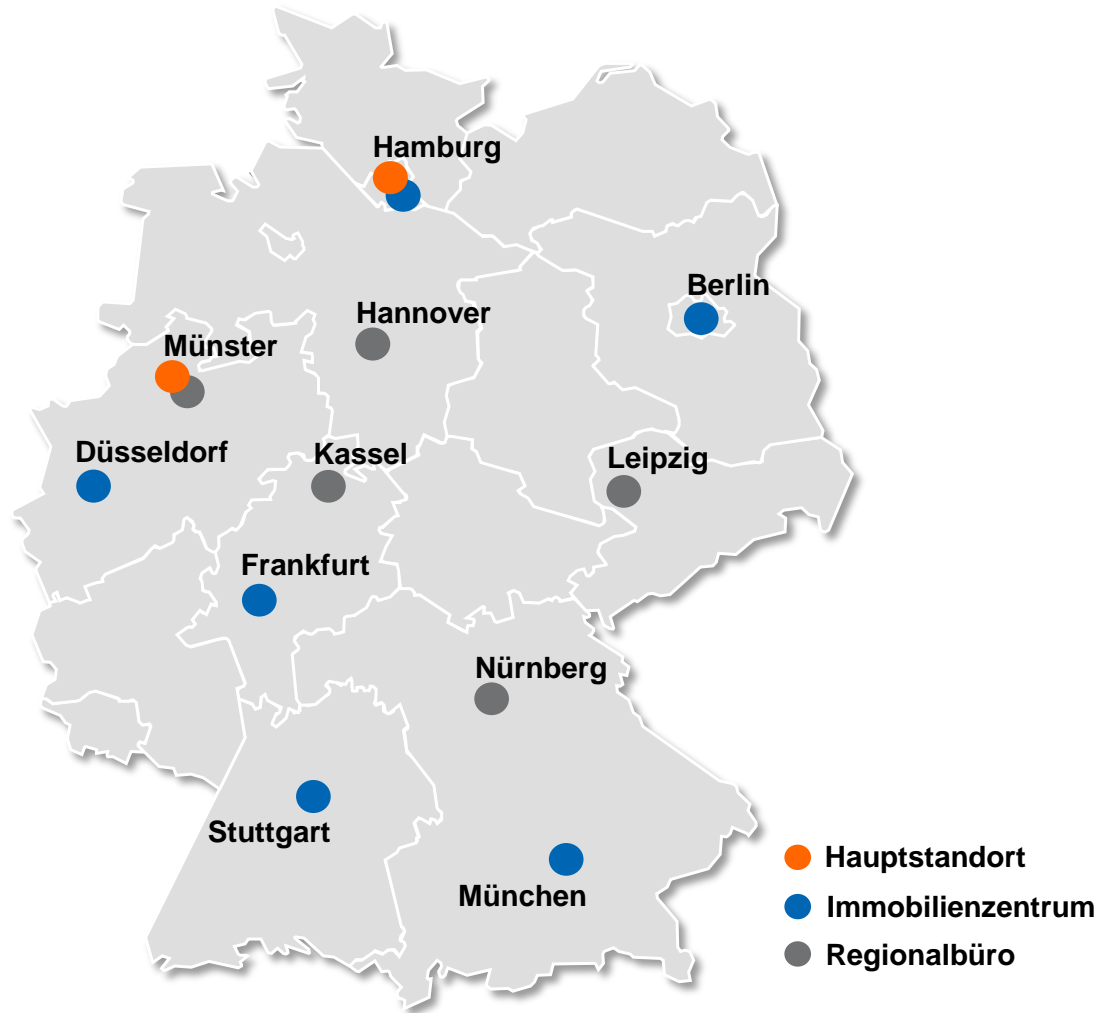 Hamburg
Berlin
Hannover
Münster
Düsseldorf
Kassel
Leipzig
Frankfurt
Nürnberg
Stuttgart
München
Hauptstandort
Immobilienzentrum
Regionalbüro